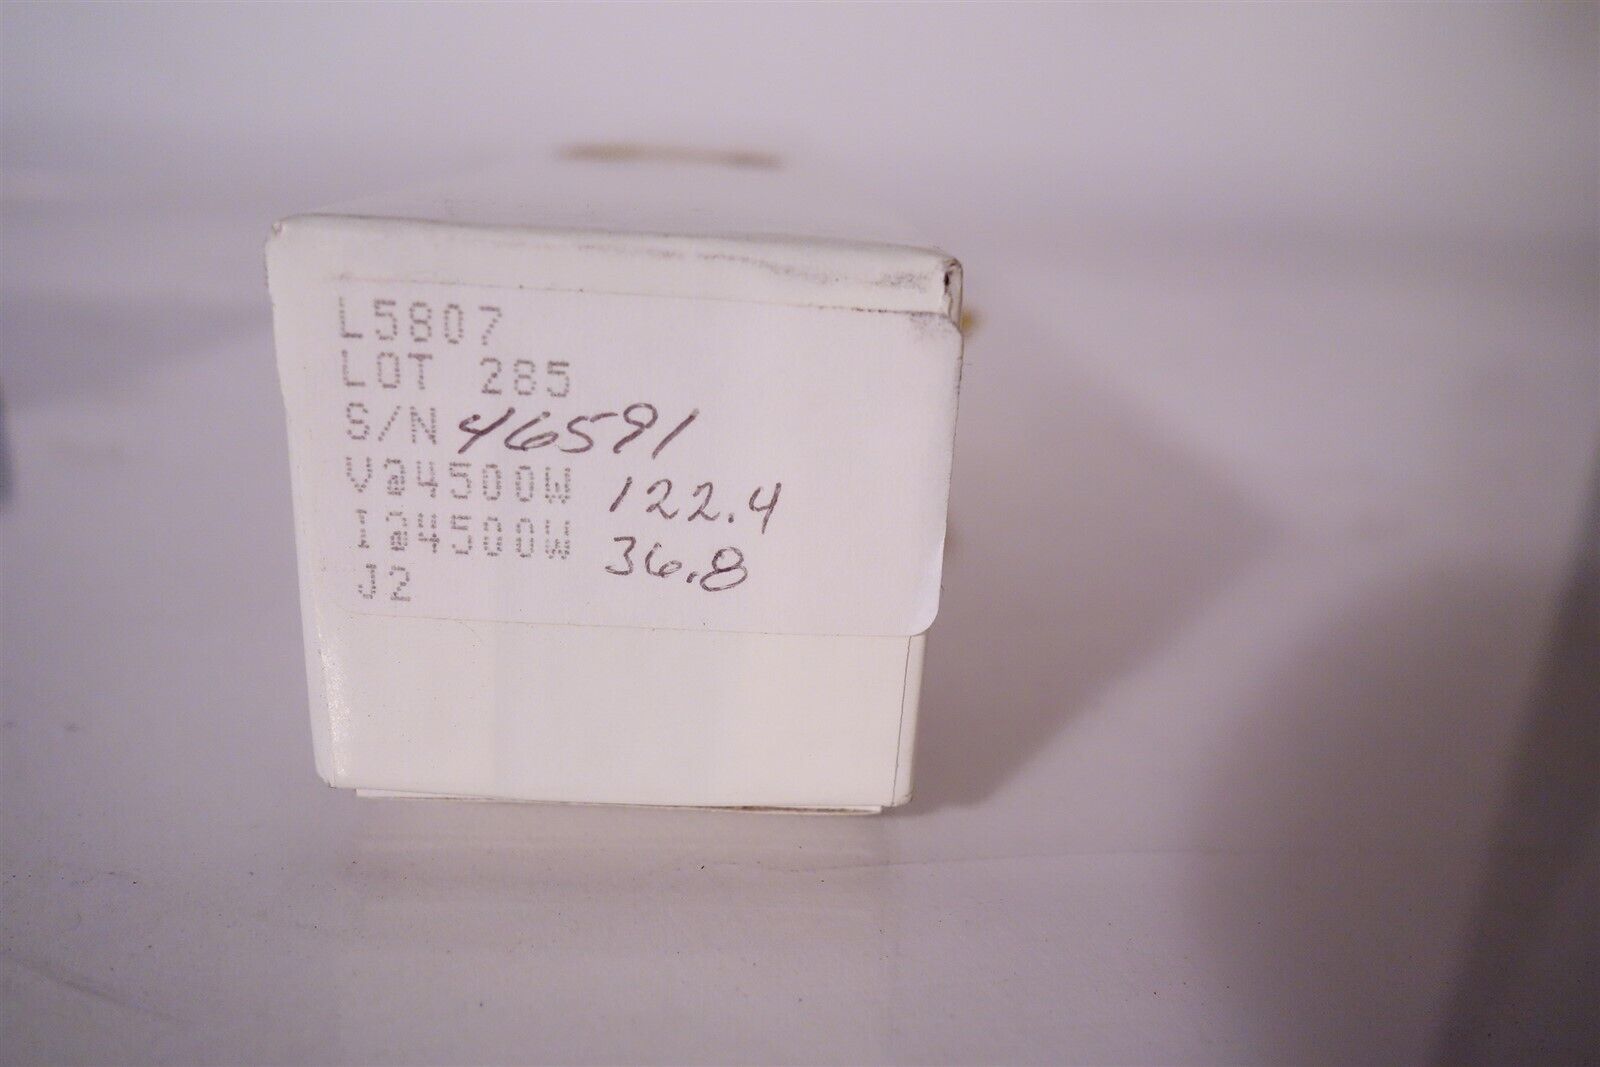 L5807
LOT 285
S/N 46591
V@4500W 122.4
I@4500W 36.8
J2